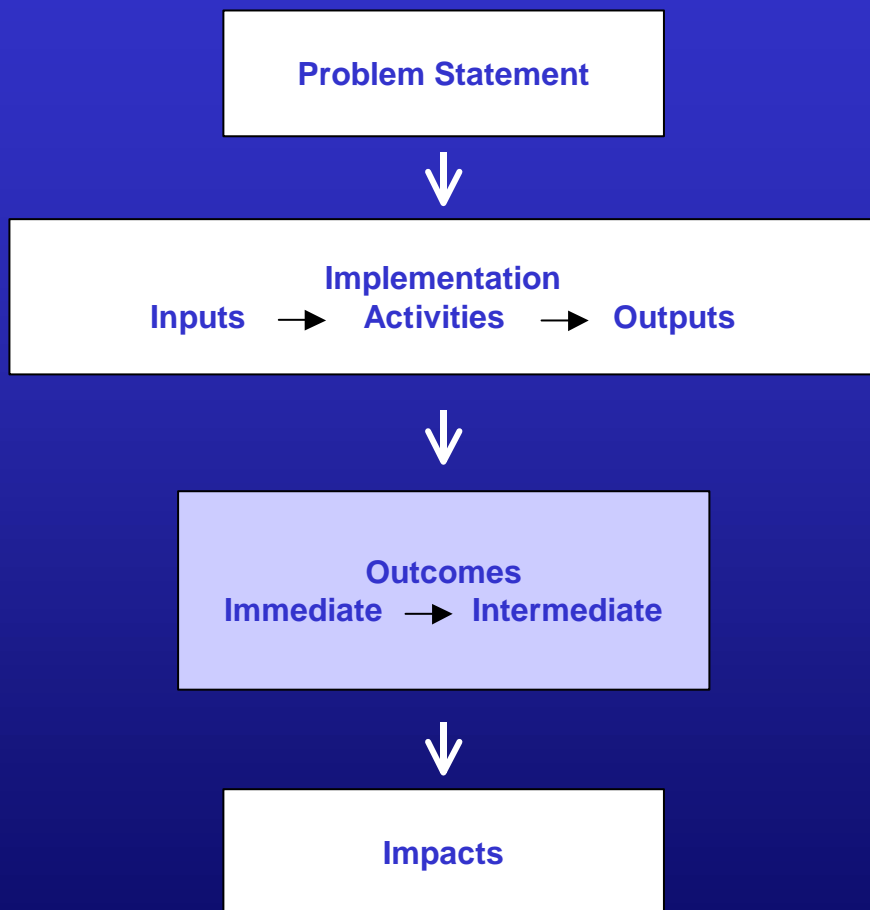 Problem Statement
Implementation
Inputs Activities Outputs
Outcomes
Immediate Intermediate
Impacts